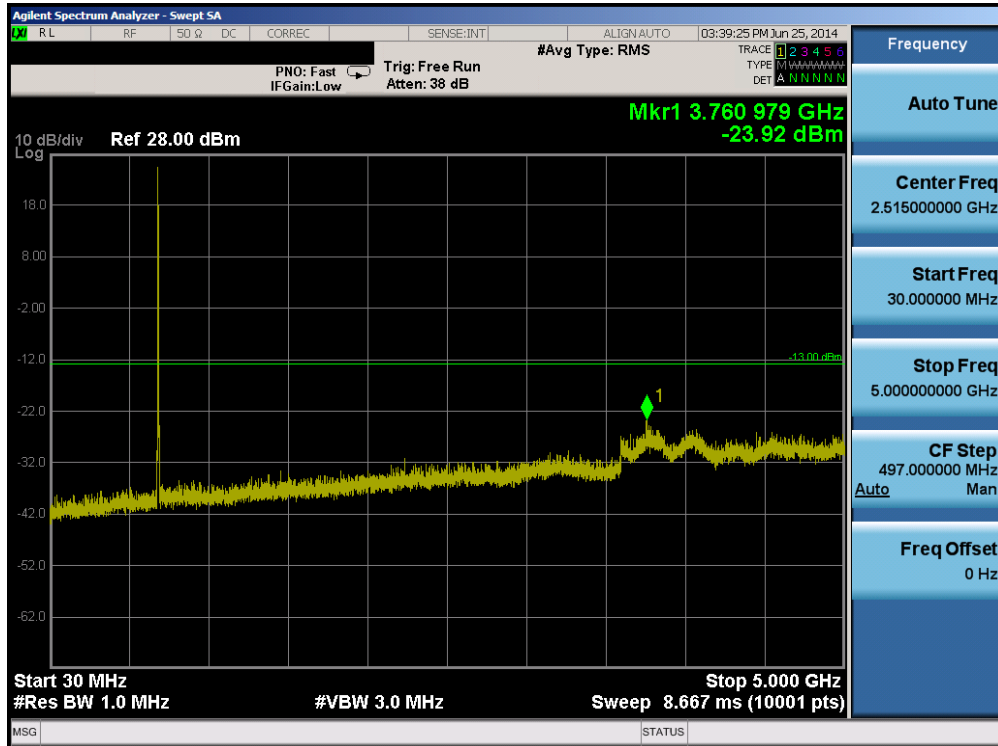 Agilent Spectrum Analyzer - Swept SA
LXI RL RF 50 Ω DC CORREC SENSE:INT ALIGN AUTO 03:39:25 PM Jun 25, 2014
#Avg Type: RMS TRACE 1 2 3 4 5 6
PNO: Fast Trig: Free Run TYPE M WWWWW
IFGain:Low Atten: 38 dB DET A N N N N N
Mkr1 3.760 979 GHz
-23.92 dBm
10 dB/div Ref 28.00 dBm
Log
18.0
8.00
-2.00
-12.0
-13.00 dBm
-22.0
1
-32.0
-42.0
-52.0
-62.0
Start 30 MHz Stop 5.000 GHz
#Res BW 1.0 MHz #VBW 3.0 MHz Sweep 8.667 ms (10001 pts)
MSG STATUS
Frequency
Auto Tune
Center Freq
2.515000000 GHz
Start Freq
30.000000 MHz
Stop Freq
5.000000000 GHz
CF Step
497.000000 MHz
Auto Man
Freq Offset
0 Hz